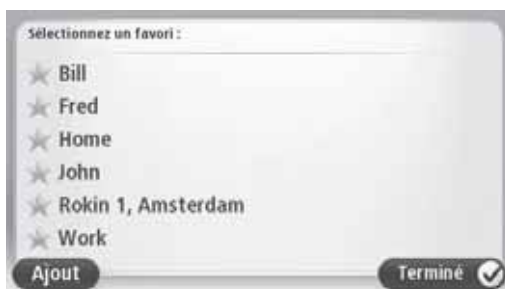 Sélectionnez un favori :
Bill
Fred
Home
John
Rokin 1, Amsterdam
Work
Ajout
Terminé